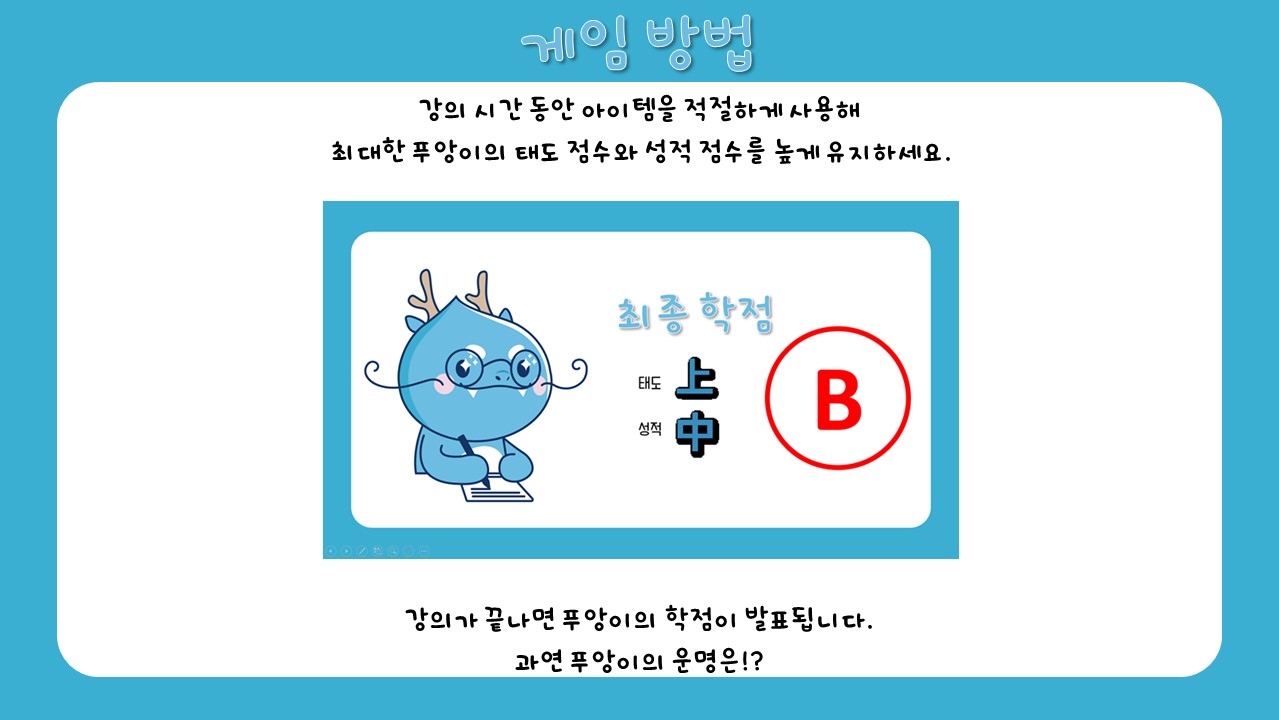 게임 방법
강의 시간 동안 아이템을 적절하게 사용해
최대한 푸앙이의 태도 점수와 성적 점수를 높게 유지하세요.
최종 학점
태도 上
성적 中
B
강의가 끝나면 푸앙이의 학점이 발표됩니다.
과연 푸앙이의 운명은!?